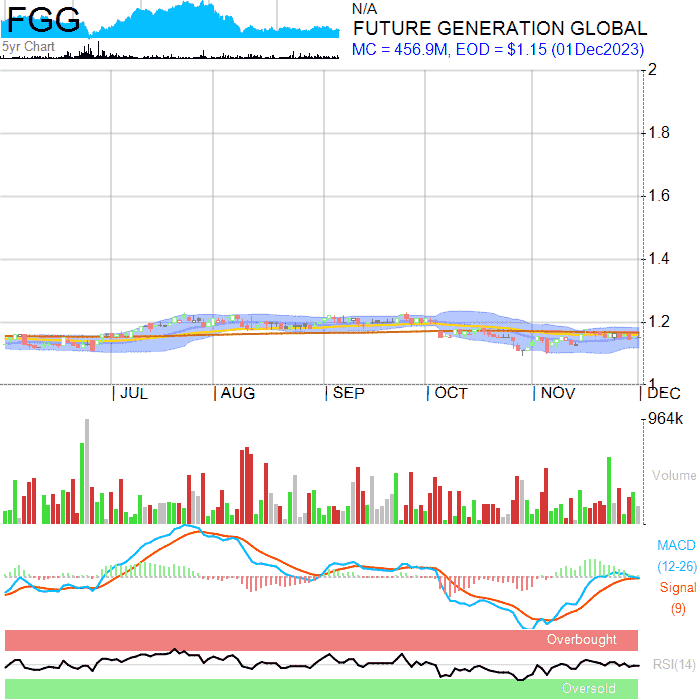 FGG
5yr Chart
N/A
FUTURE GENERATION GLOBAL
MC = 456.9M, EOD = $1.15 (01Dec2023)
2
1.8
1.6
1.4
1.2
1
JUL AUG SEP OCT NOV DEC
964k
Volume
MACD
(12-26)
Signal
(9)
Overbought
RSI(14)
Oversold